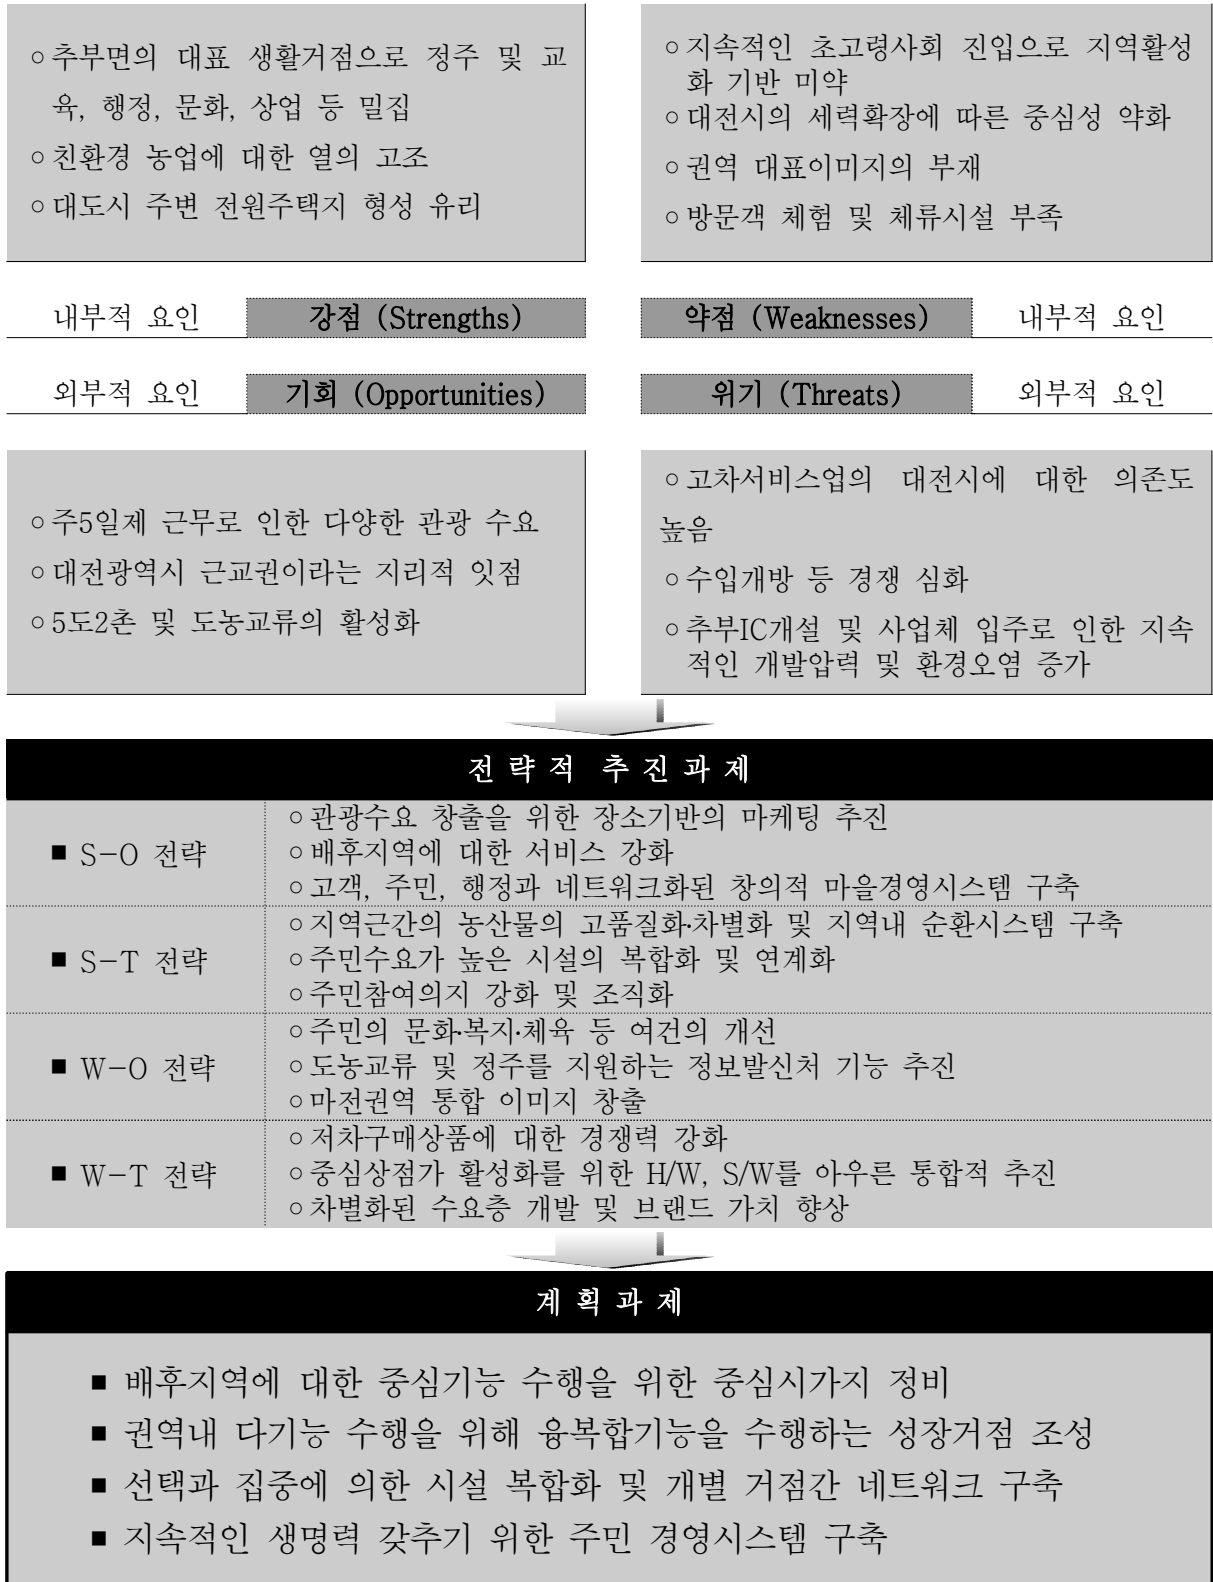 ○추부면의 대표 생활거점으로 정주 및 교
육, 행정, 문화, 상업 등 밀집
○친환경 농업에 대한 열의 고조
○대도시 주변 전원주택지 형성 유리
○지속적인 초고령사회 진입으로 지역활성
화 기반 미약
○대전시의 세력확장에 따른 중심성 약화
○권역 대표이미지의 부재
○방문객 체험 및 체류시설 부족
내부적 요인 강점 (Strengths) 약점 (Weaknesses) 내부적 요인
외부적 요인 기회 (Opportunities) 위기 (Threats) 외부적 요인
○주5일제 근무로 인한 다양한 관광 수요
○대전광역시 근교권이라는 지리적 잇점
○5도2촌 및 도농교류의 활성화
○고차서비스업의 대전시에 대한 의존도
높음
○수입개방 등 경쟁 심화
○추부IC개설 및 사업체 입주로 인한 지속
적인 개발압력 및 환경오염 증가
전 략 적 추 진 과 제
■ S-O 전략
○관광수요 창출을 위한 장소기반의 마케팅 추진
○배후지역에 대한 서비스 강화
○고객, 주민, 행정과 네트워크화된 창의적 마을경영시스템 구축
■ S-T 전략
○지역근간의 농산물의 고품질화·차별화 및 지역내 순환시스템 구축
○주민수요가 높은 시설의 복합화 및 연계화
○주민참여의지 강화 및 조직화
■ W-O 전략
○주민의 문화·복지·체육 등 여건의 개선
○도농교류 및 정주를 지원하는 정보발신처 기능 추진
○마전권역 통합 이미지 창출
■ W-T 전략
○저차구매상품에 대한 경쟁력 강화
○중심상점가 활성화를 위한 H/W, S/W를 아우른 통합적 추진
○차별화된 수요층 개발 및 브랜드 가치 향상
계 획 과 제
■ 배후지역에 대한 중심기능 수행을 위한 중심시가지 정비
■ 권역내 다기능 수행을 위해 융복합기능을 수행하는 성장거점 조성
■ 선택과 집중에 의한 시설 복합화 및 개별 거점간 네트워크 구축
■ 지속적인 생명력 갖추기 위한 주민 경영시스템 구축